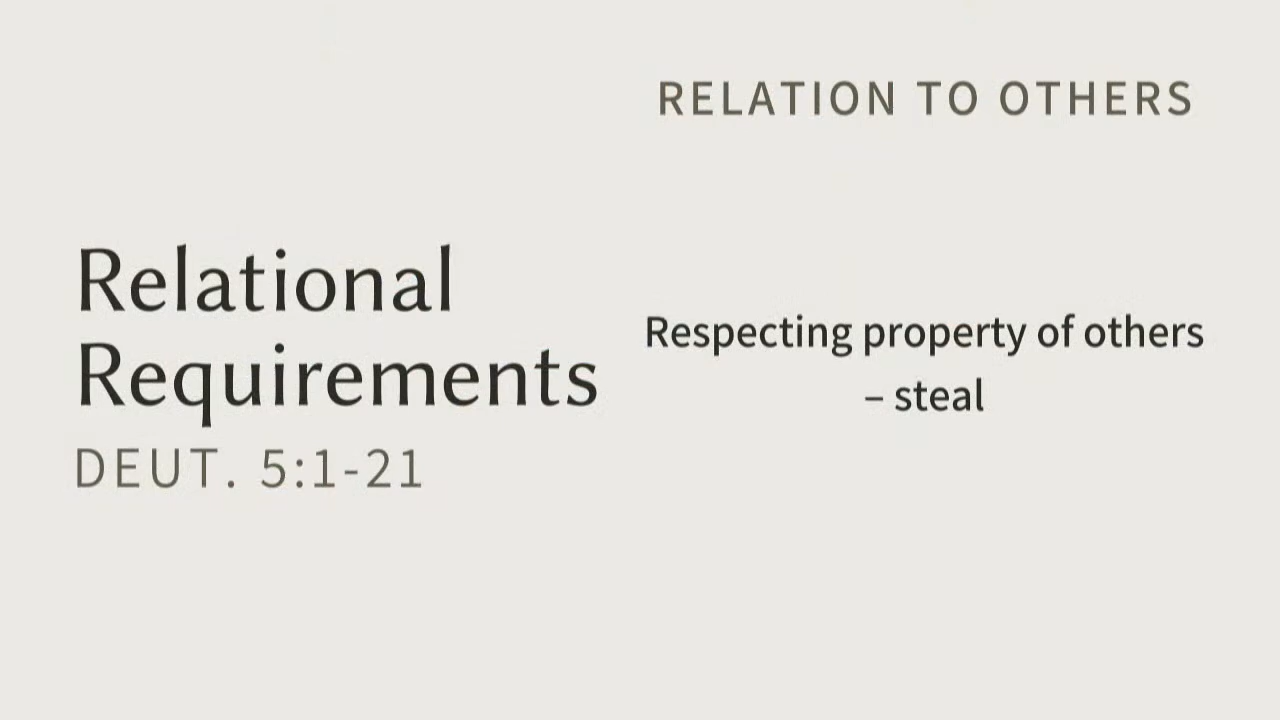 Relational
Requirements
DEUT. 5:1-21
RELATION TO OTHERS
Respecting property of others
– steal